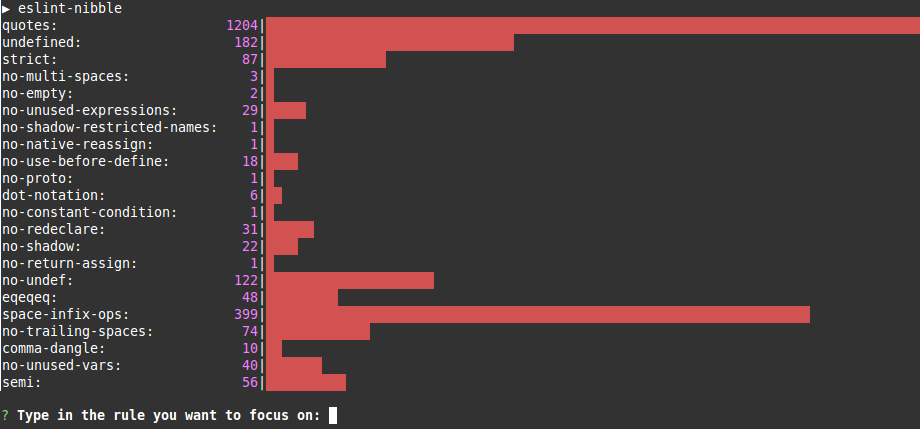 ▶ eslint-nibble
quotes: 1204|
undefined: 182|
strict: 87|
no-multi-spaces: 3|
no-empty: 2|
no-unused-expressions: 29|
no-shadow-restricted-names: 1|
no-native-reassign: 1|
no-use-before-define: 18|
no-proto: 1|
dot-notation: 6|
no-constant-condition: 1|
no-redeclare: 31|
no-shadow: 22|
no-return-assign: 1|
no-undef: 122|
eqeqeq: 48|
space-infix-ops: 399|
no-trailing-spaces: 74|
comma-dangle: 10|
no-unused-vars: 40|
semi: 56|
? Type in the rule you want to focus on: